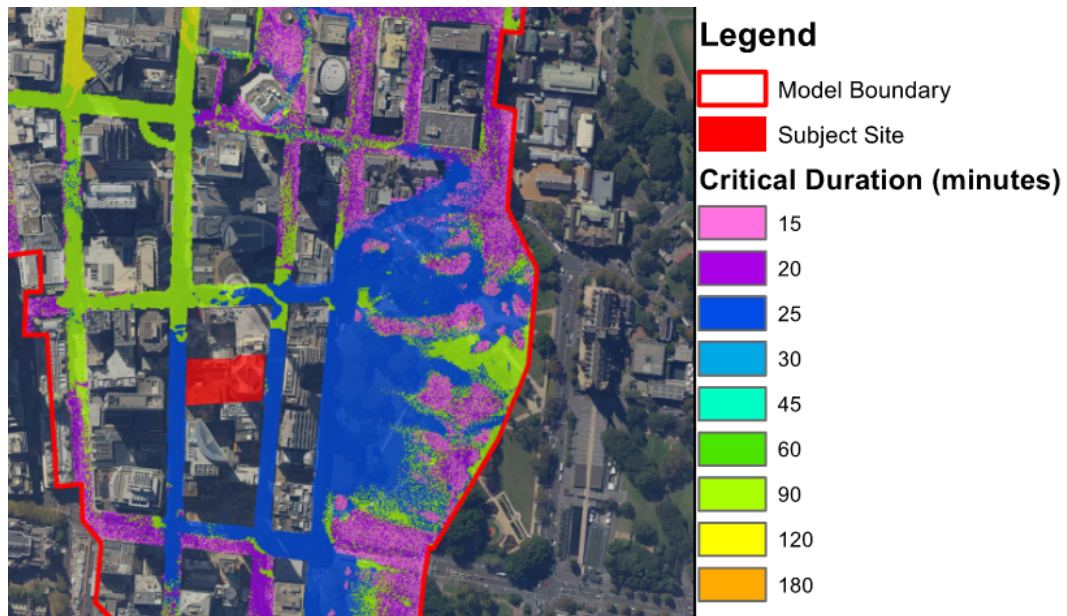 Legend
Model Boundary
Subject Site
Critical Duration (minutes)
15
20
25
30
45
60
90
120
180